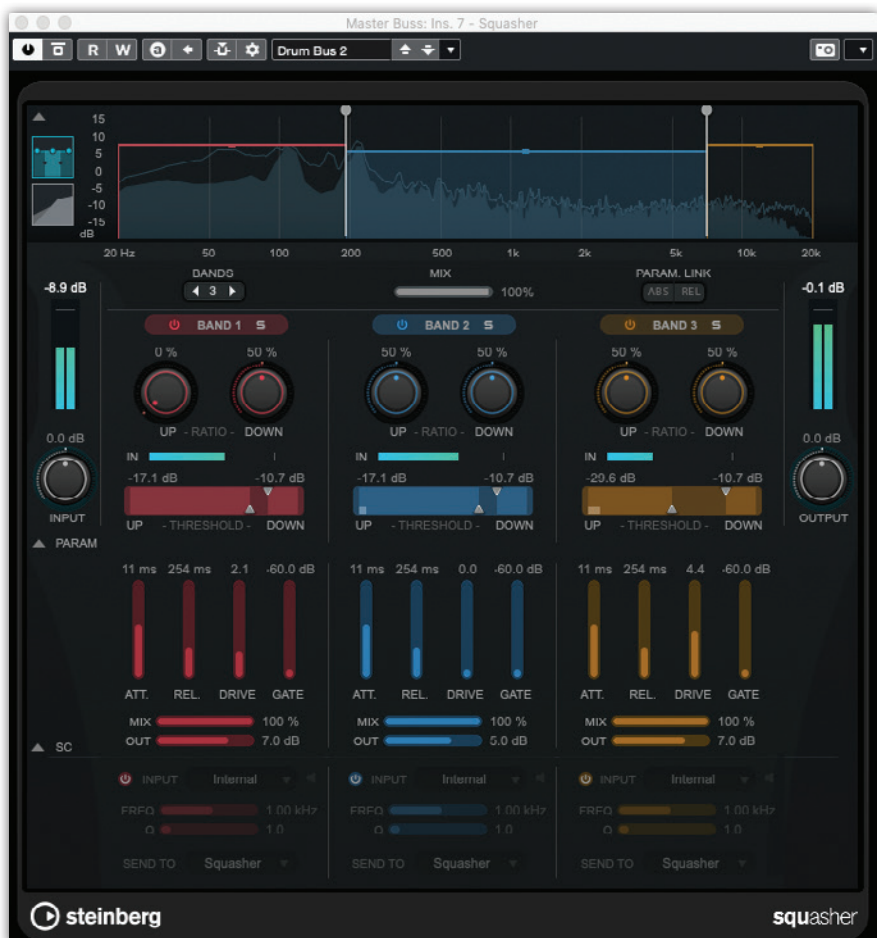 Master Buss: Ins. 7 - Squasher
R W Drum Bus 2
15
10
5
0
-5
-10
-15
dB
20 Hz 50 100 200 500 1k 2k 5k 10k 20k
BANDS MIX PARAM. LINK
-8.9 dB 3 100% ABS REL -0.1 dB
BAND 1 S BAND 2 S BAND 3 S
0 % 50 % 50 % 50 % 50 % 50 %
0.0 dB UP - RATIO - DOWN UP - RATIO - DOWN UP - RATIO - DOWN 0.0 dB
IN IN IN
-17.1 dB -10.7 dB -17.1 dB -10.7 dB -29.6 dB -10.7 dB
INPUT UP - THRESHOLD - DOWN UP - THRESHOLD - DOWN UP - THRESHOLD - DOWN OUTPUT
PARAM
11 ms 254 ms 2.1 -60.0 dB 11 ms 254 ms 0.0 -60.0 dB 11 ms 254 ms 4.4 -60.0 dB
ATT. REL. DRIVE GATE ATT. REL. DRIVE GATE ATT. REL. DRIVE GATE
MIX 100 % MIX 100 % MIX 100 %
OUT 7.0 dB OUT 5.0 dB OUT 7.0 dB
SC
INPUT Internal INPUT Internal INPUT Internal
FREQ 1.00 kHz FREQ 1.00 kHz FREQ 1.00 kHz
Q 1.0 Q 1.0 Q 1.0
SEND TO Squasher SEND TO Squasher SEND TO Squasher
steinberg squasher